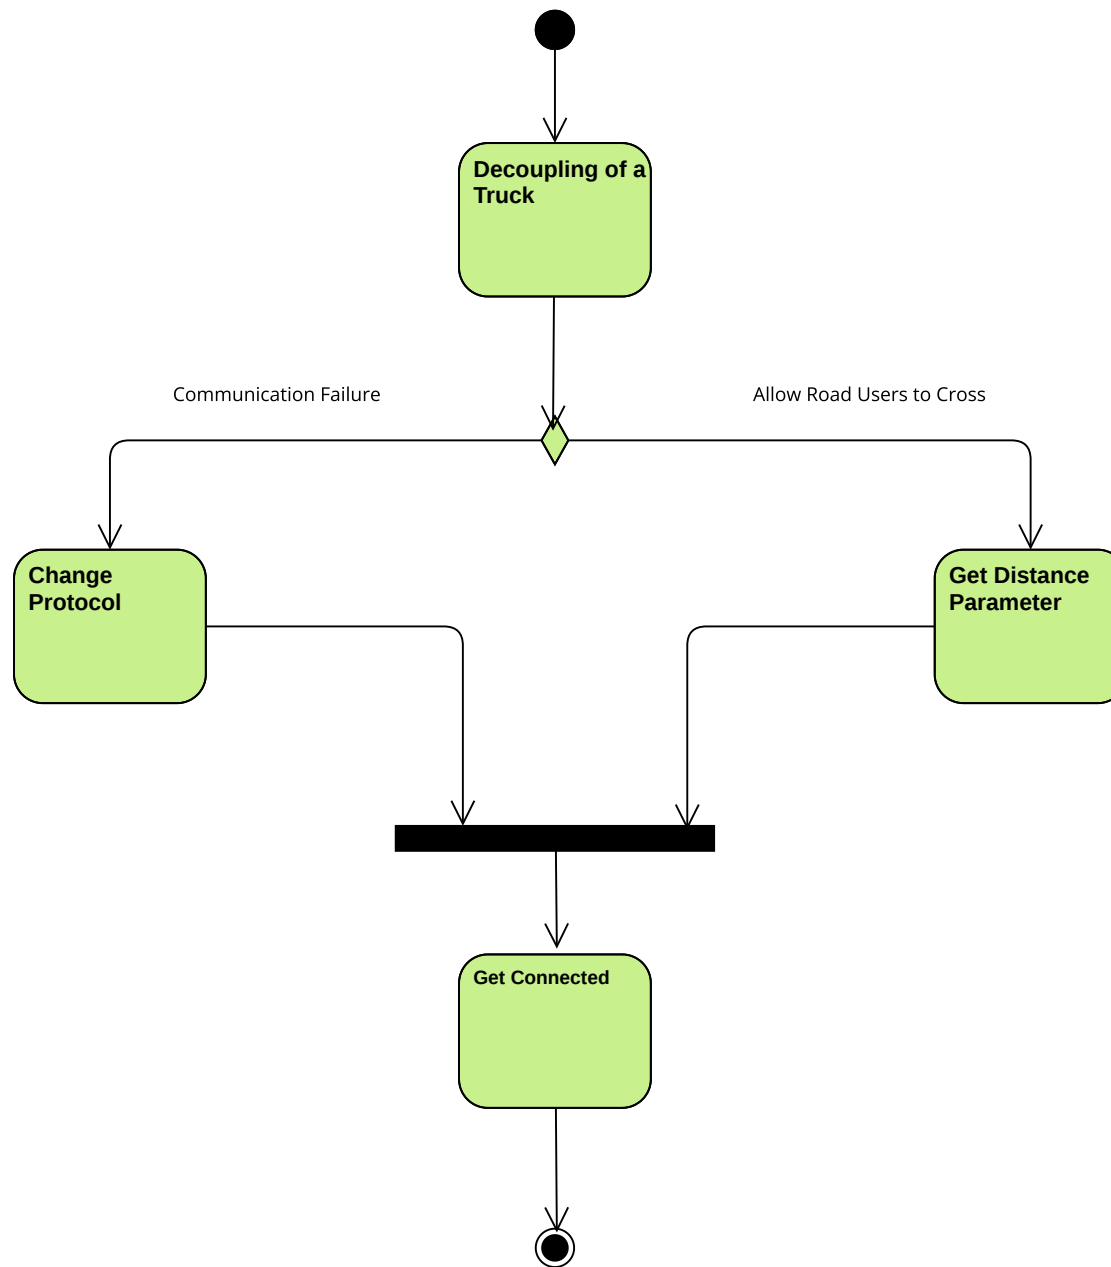 Decoupling of a
Truck
Communication Failure
Allow Road Users to Cross
Change
Protocol
Get Distance
Parameter
Get Connected